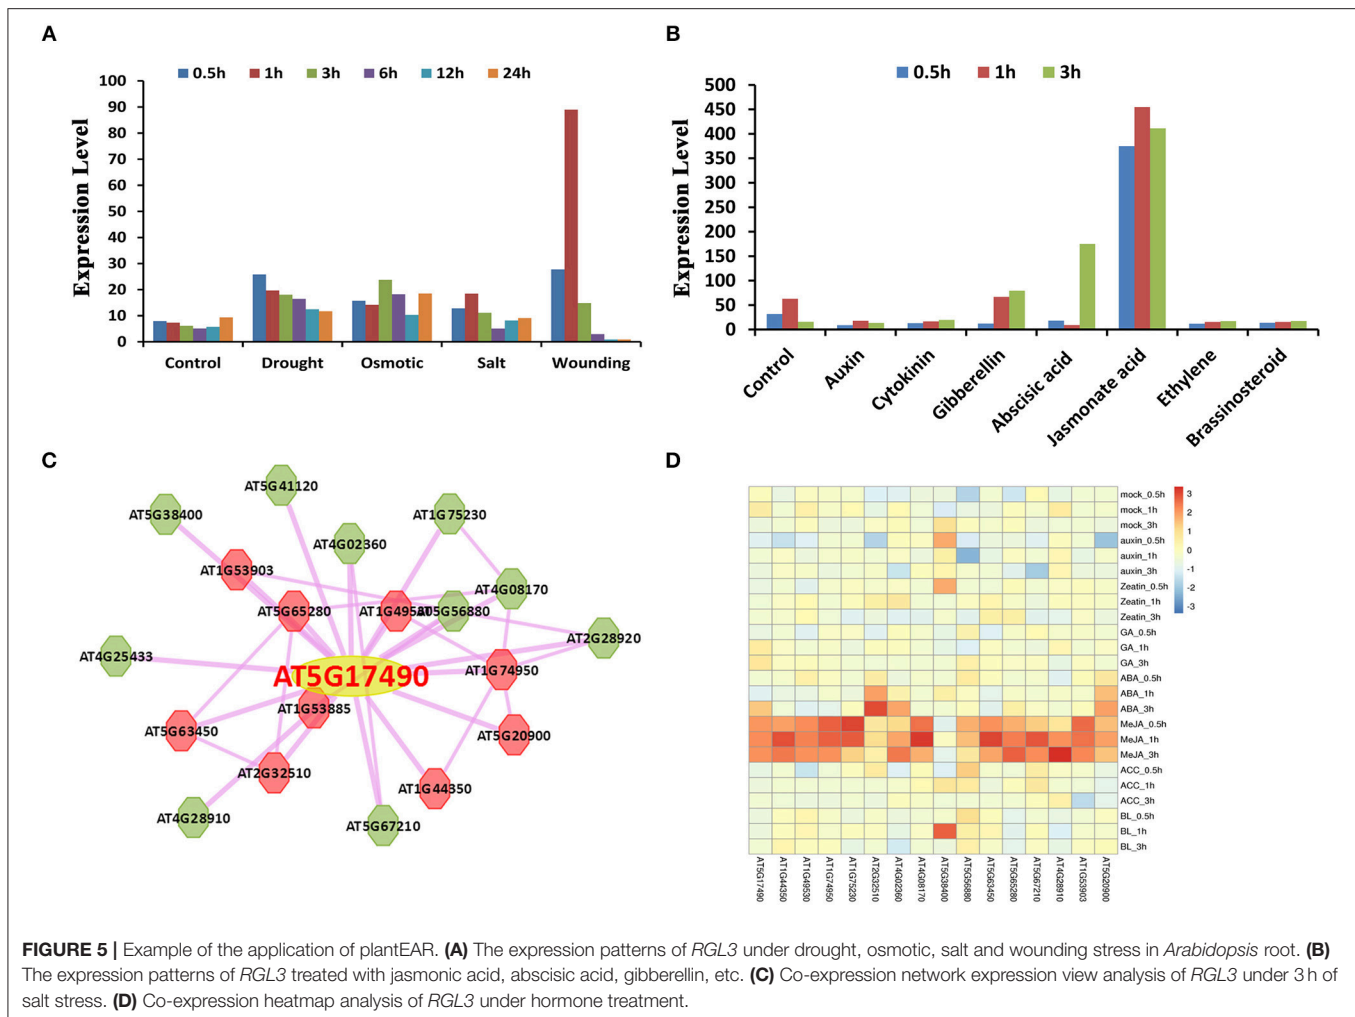 A
0.5h 1h 3h 6h 12h 24h
Expression Level
100
90
80
70
60
50
40
30
20
10
0
Control Drought Osmotic Salt Wounding
B
0.5h 1h 3h
Expression Level
500
450
400
350
300
250
200
150
100
50
0
Control Auxin Cytokinin Gibberellin Abscisic acid Jasmonate acid Ethylene Brassinosteroid
C
AT5G41120
AT5G38400
AT1G75230
AT4G02360
AT1G53903
AT4G08170
AT5G65280
AT5G56880
AT2G28920
AT4G25433
AT1G74950
AT5G17490
AT1G53885
AT5G63450
AT5G20900
AT2G32510
AT1G44350
AT4G28910
AT5G67210
D
mock_0.5h
mock_1h
mock_3h
auxin_0.5h
auxin_1h
auxin_3h
Zeatin_0.5h
Zeatin_1h
Zeatin_3h
GA_0.5h
GA_1h
GA_3h
ABA_0.5h
ABA_1h
ABA_3h
MeJA_0.5h
MeJA_1h
MeJA_3h
ACC_0.5h
ACC_1h
ACC_3h
BL_0.5h
BL_1h
BL_3h
3
2
1
0
-1
-2
-3
AT5G17490
AT1G44350
AT1G49530
AT1G74950
AT1G75230
AT2G32510
AT4G02360
AT4G08170
AT5G38400
AT5G56880
AT5G63450
AT5G65280
AT5G67210
AT4G28910
AT1G53903
AT5G20900
FIGURE 5 | Example of the application of plantEAR. (A) The expression patterns of RGL3 under drought, osmotic, salt and wounding stress in Arabidopsis root. (B)
The expression patterns of RGL3 treated with jasmonic acid, abscisic acid, gibberellin, etc. (C) Co-expression network expression view analysis of RGL3 under 3 h of
salt stress. (D) Co-expression heatmap analysis of RGL3 under hormone treatment.